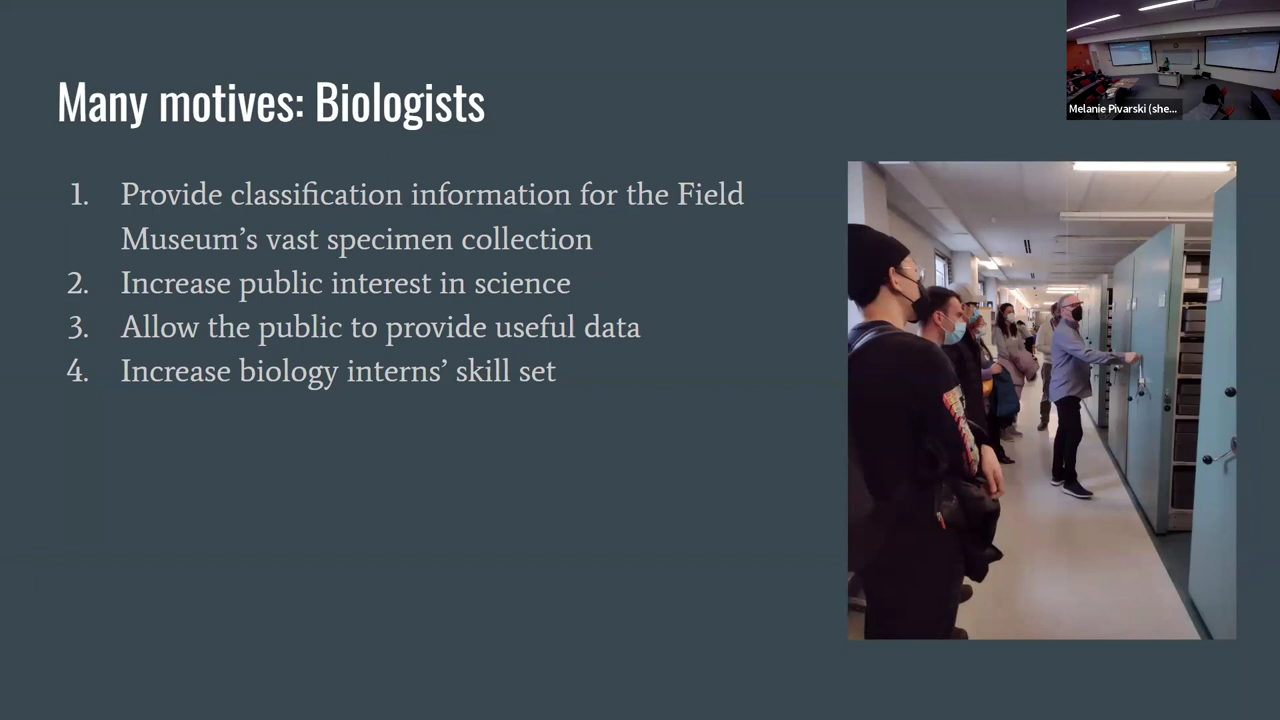 Melanie Pivarski (she...
Many motives: Biologists
1. Provide classification information for the Field
Museum’s vast specimen collection
2. Increase public interest in science
3. Allow the public to provide useful data
4. Increase biology interns’ skill set